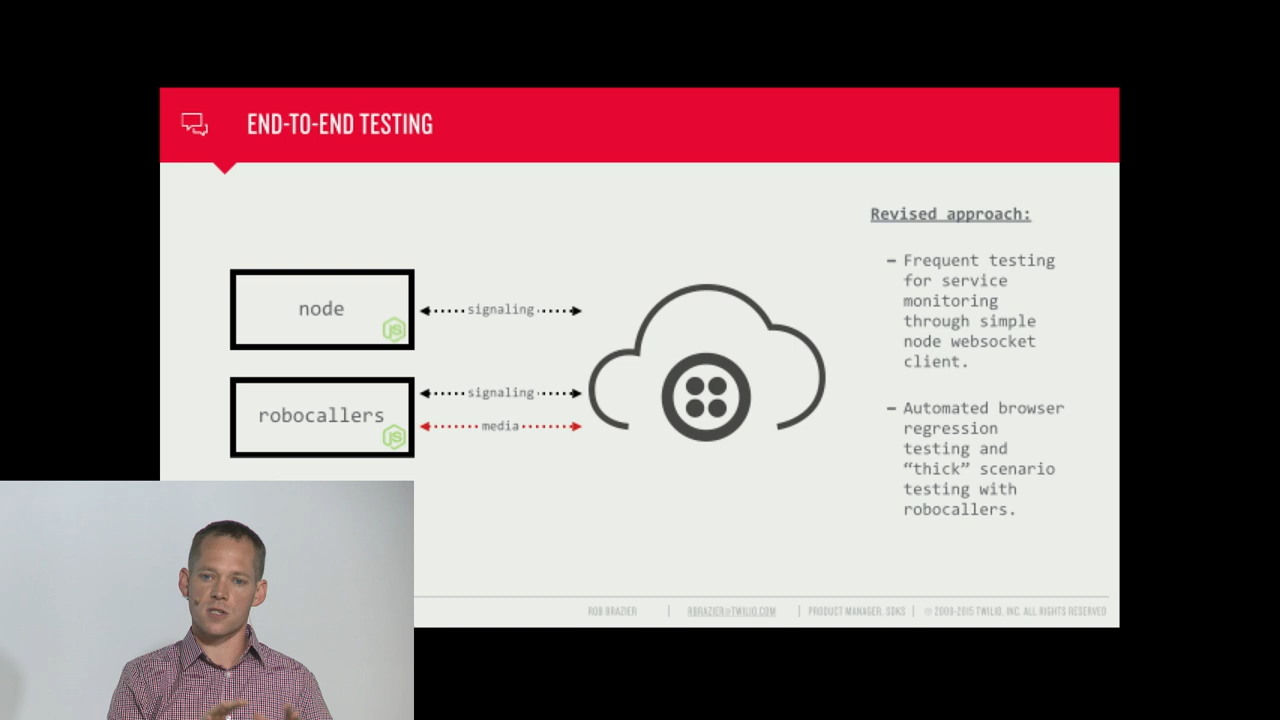 END-TO-END TESTING
Revised approach:
– Frequent testing
for service
monitoring
through simple
node websocket
client.
– Automated browser
regression
testing and
“thick” scenario
testing with
robocallers.
node
JS
signaling
robocallers
JS
signaling
media
ROB BRAZIER | RBRAZIER@TWILIO.COM | PRODUCT MANAGER, SDKS | © 2009-2015 TWILIO, INC. ALL RIGHTS RESERVED